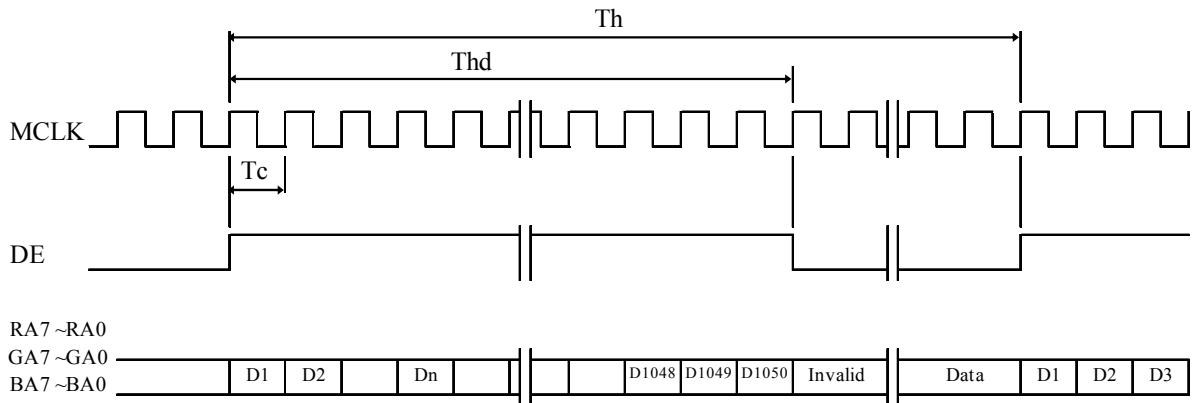 Th
Thd
MCLK
Tc
DE
RA7 ~RA0
GA7 ~GA0
BA7 ~BA0
D1 D2 Dn D1048 D1049 D1050 Invalid Data D1 D2 D3